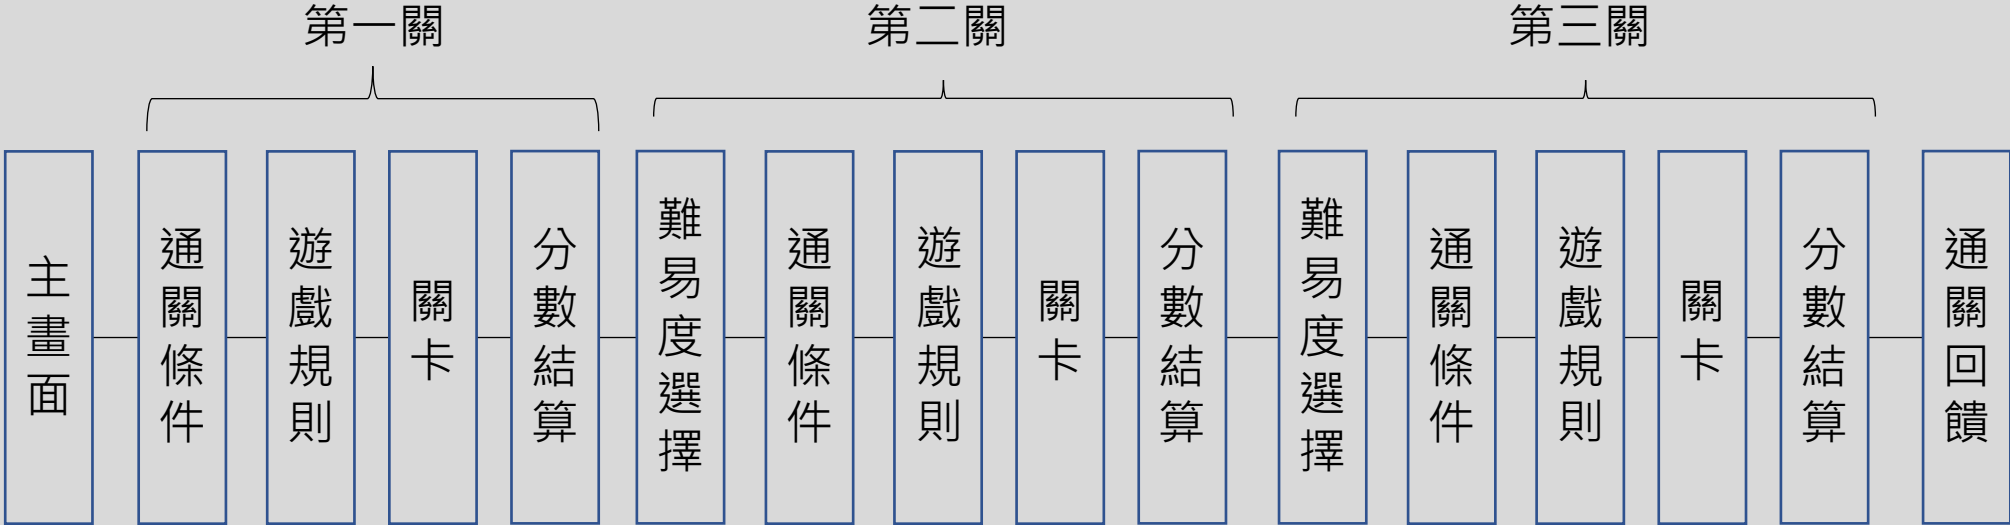 第一關
第二關
第三關
主畫面
通關條件
遊戲規則
關卡
分數結算
難易度選擇
通關條件
遊戲規則
關卡
分數結算
難易度選擇
通關條件
遊戲規則
關卡
分數結算
通關回饋